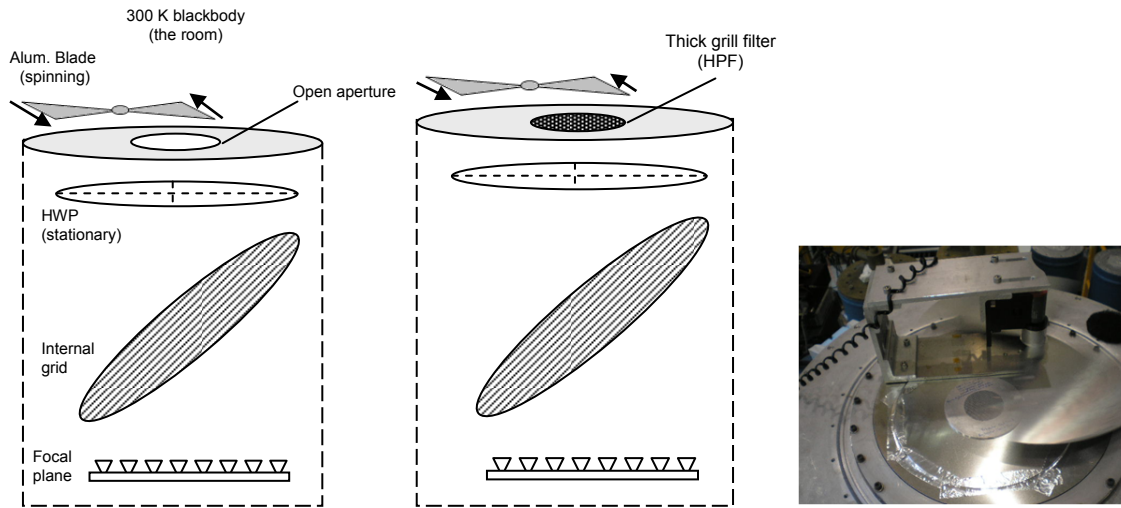 300 K blackbody
(the room)
Alum. Blade
(spinning)
Open aperture
HWP
(stationary)
Internal
grid
Focal
plane
Thick grill filter
(HPF)